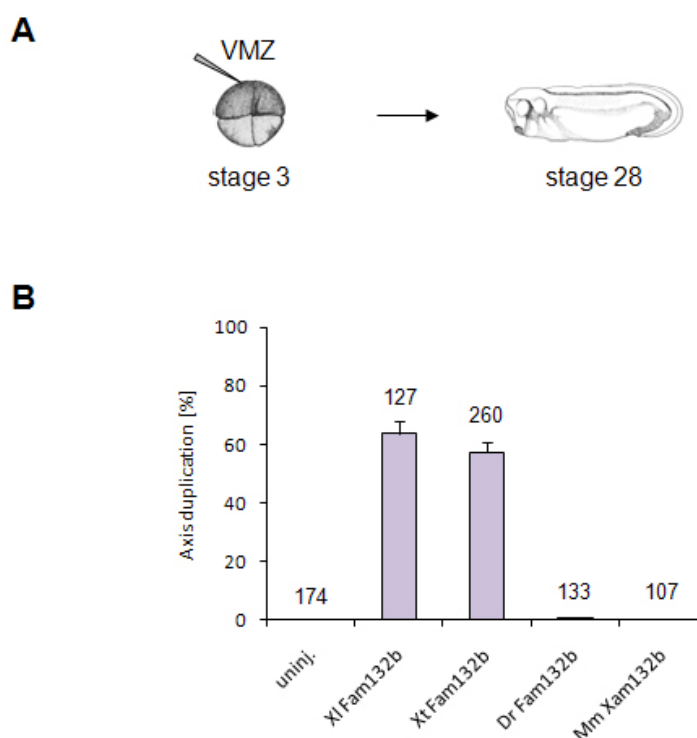 A
VMZ
stage 3
stage 28
B
Axis duplication [%]
100
80
60
40
20
0
174
127
260
133
107
uninj.
Xl Fam132b
Xt Fam132b
Dr Fam132b
Mm Xam132b